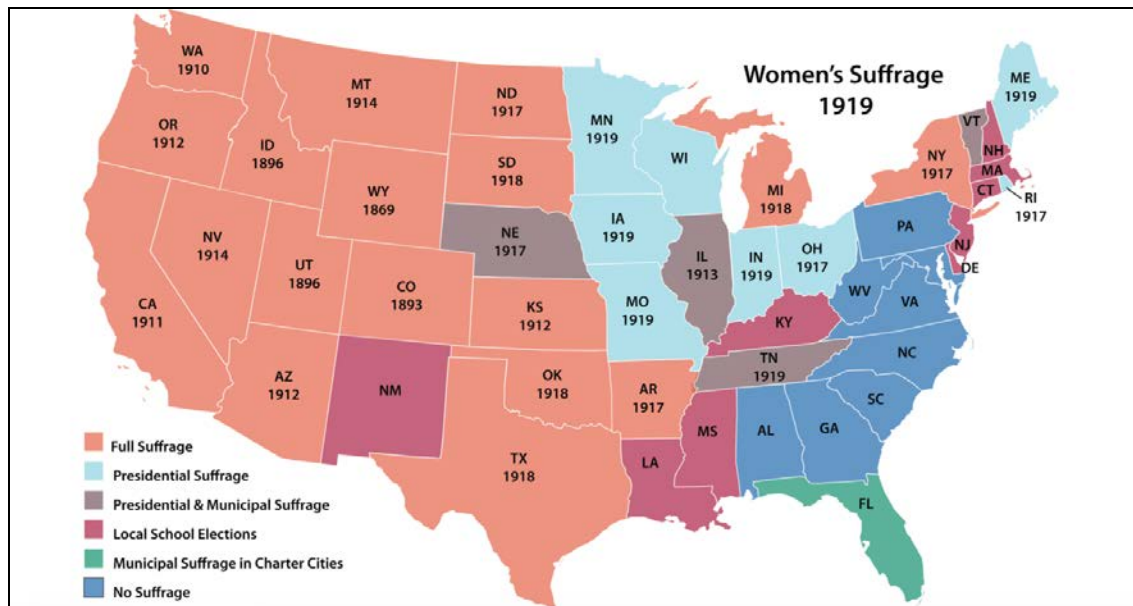 Women's Suffrage
1919
WA
1910
OR
1912
CA
1911
ID
1896
NV
1914
MT
1914
WY
1869
UT
1896
AZ
1912
CO
1893
NM
ND
1917
SD
1918
NE
1917
KS
1912
OK
1918
TX
1918
MN
1919
IA
1919
MO
1919
AR
1917
LA
WI
IL
1913
MI
1918
IN
1919
OH
1917
KY
TN
1919
MS
AL
GA
FL
SC
NC
VA
WV
PA
NY
1917
VT
NH
ME
1919
MA
CT
RI
1917
NJ
DE
Full Suffrage
Presidential Suffrage
Presidential & Municipal Suffrage
Local School Elections
Municipal Suffrage in Charter Cities
No Suffrage